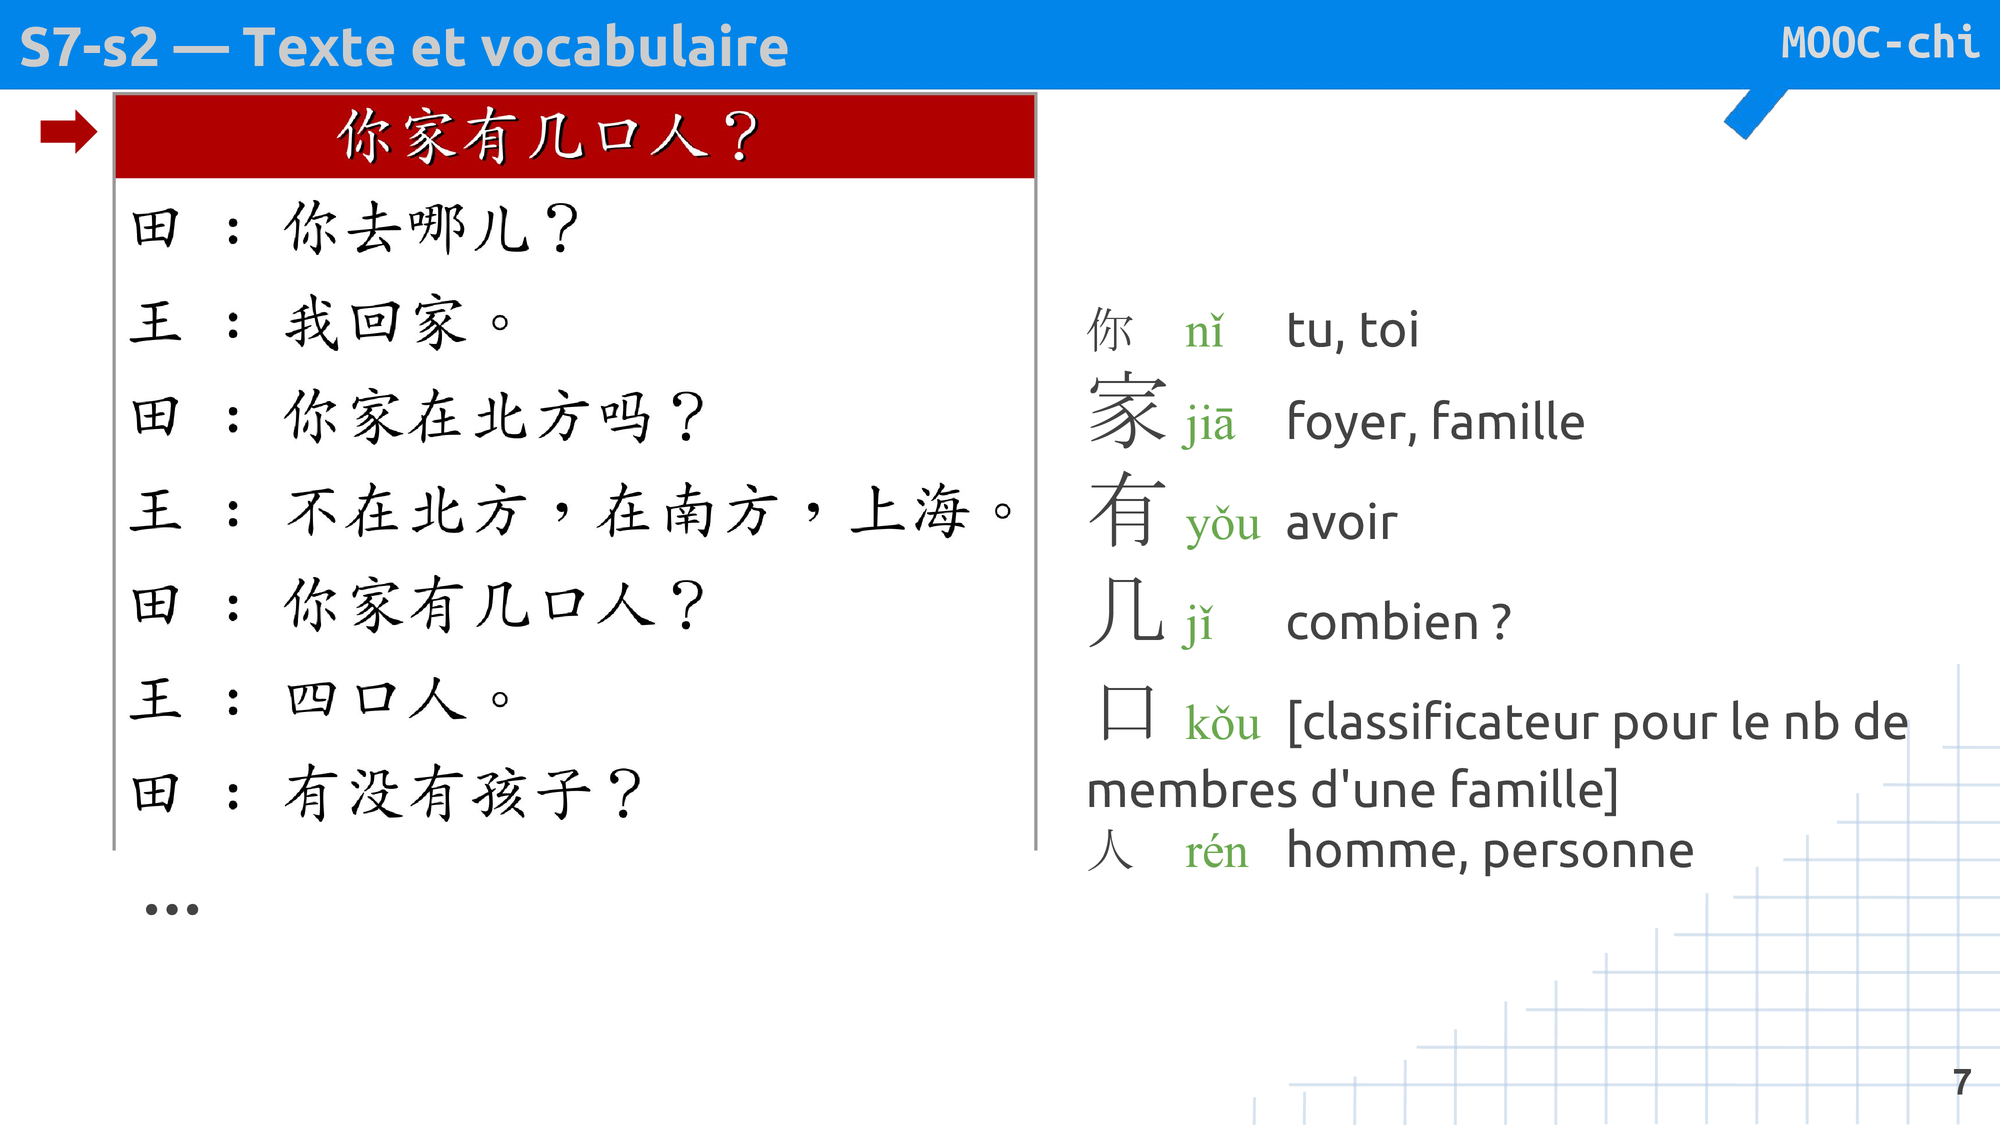 S7-s2 — Texte et vocabulaire
MOOC-chi
你家有几口人？
田 ： 你去哪儿？
王 ： 我回家。
田 ： 你家在北方吗？
王 ： 不在北方，在南方，上海。
田 ： 你家有几口人？
王 ： 四口人。
田 ： 有没有孩子？
...
你 nǐ tu, toi
家 jiā foyer, famille
有 yǒu avoir
几 jǐ combien ?
口 kǒu [classificateur pour le nb de
membres d'une famille]
人 rén homme, personne
7